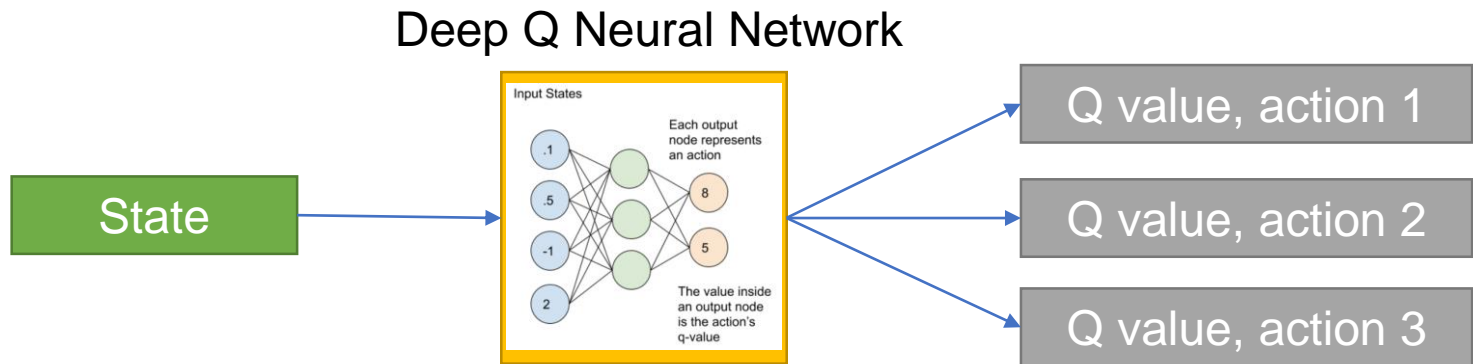 Deep Q Neural Network
State
Input States
.1
.5
-1
2
Each output
node represents
an action
8
5
The value inside
an output node
is the action's
q-value
Q value, action 1
Q value, action 2
Q value, action 3